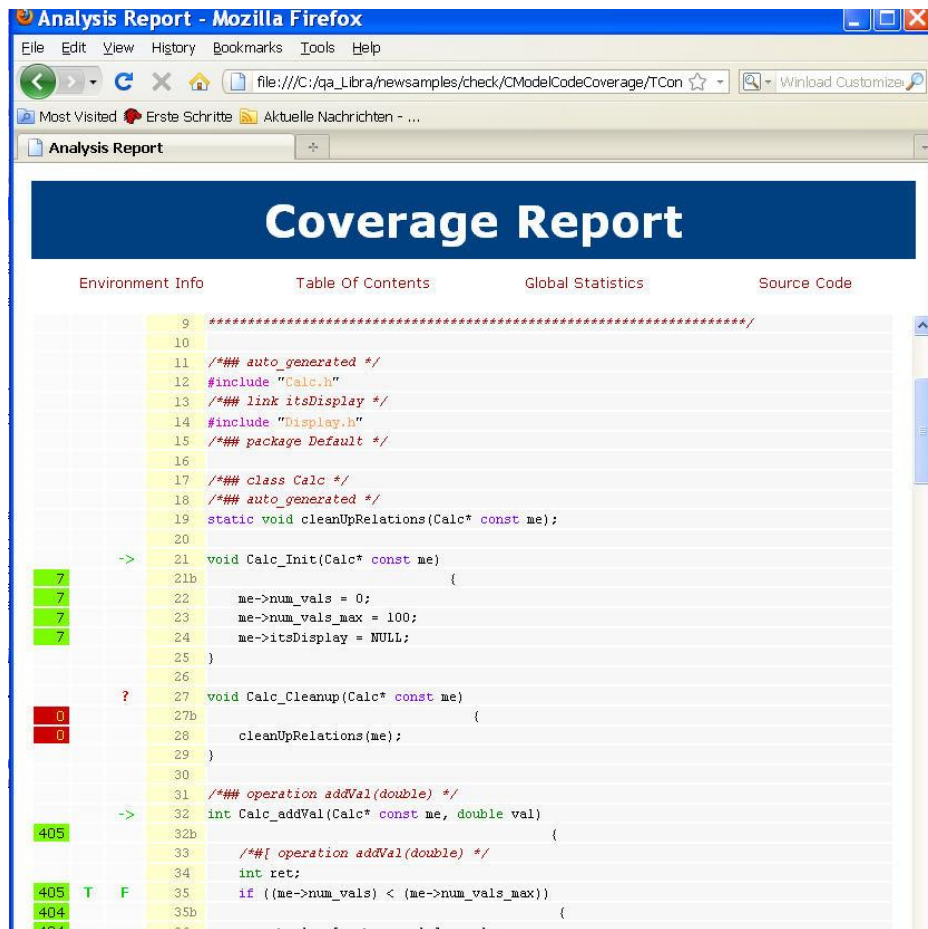 Analysis Report - Mozilla Firefox
File Edit View History Bookmarks Tools Help
file:///C:/qa_Libra/newsamples/check/CModelCodeCoverage/TCon Winload Customize
Most Visited Erste Schritte Aktuelle Nachrichten - ...
Analysis Report
Coverage Report
Environment Info Table Of Contents Global Statistics Source Code
9 *********************************************************************/
10
11 /*## auto_generated */
12 #include "Calc.h"
13 /*## link itsDisplay */
14 #include "Display.h"
15 /*## package Default */
16
17 /*## class Calc */
18 /*## auto_generated */
19 static void cleanUpRelations(Calc* const me);
20
-> 21 void Calc_Init(Calc* const me)
7 21b {
7 22 me->num_vals = 0;
7 23 me->num_vals_max = 100;
7 24 me->itsDisplay = NULL;
25 }
26
? 27 void Calc_Cleanup(Calc* const me)
0 27b {
0 28 cleanUpRelations(me);
29 }
30
31 /*## operation addVal(double) */
-> 32 int Calc_addVal(Calc* const me, double val)
405 32b {
33 /*#[ operation addVal(double) */
34 int ret;
405 T F 35 if ((me->num_vals) < (me->num_vals_max))
404 35b {